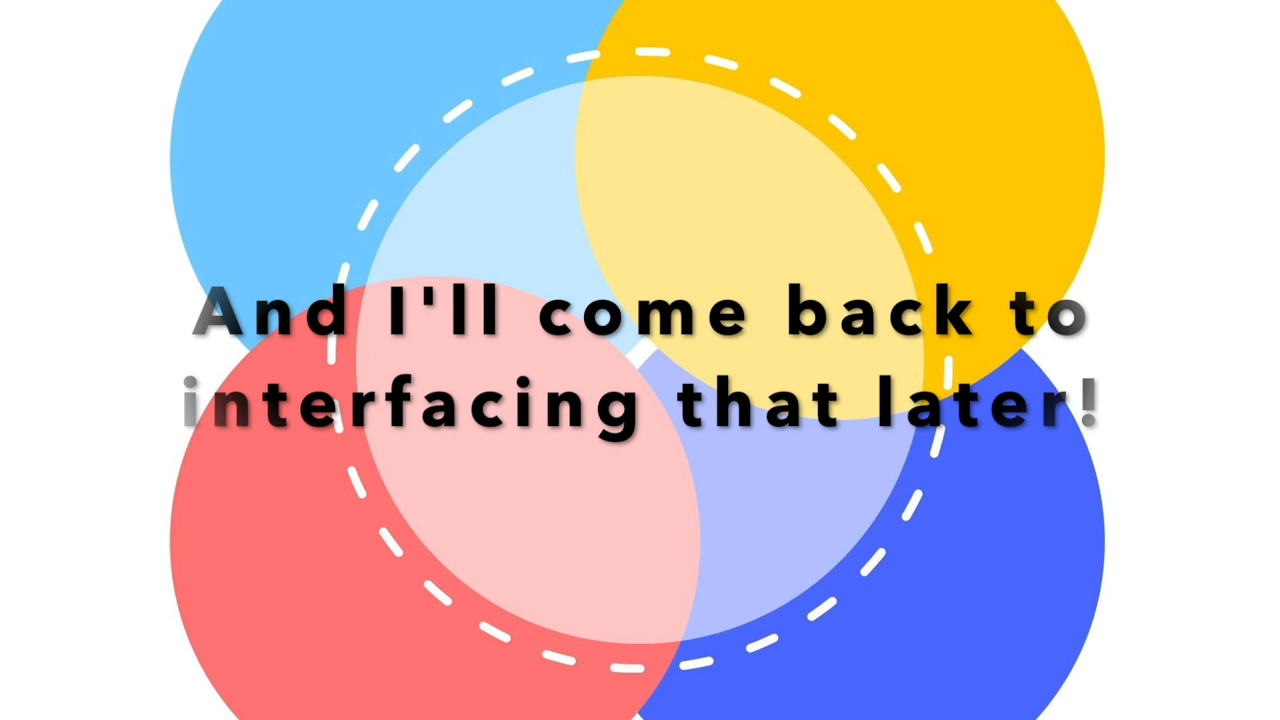 And I'll come back to
interfacing that later!